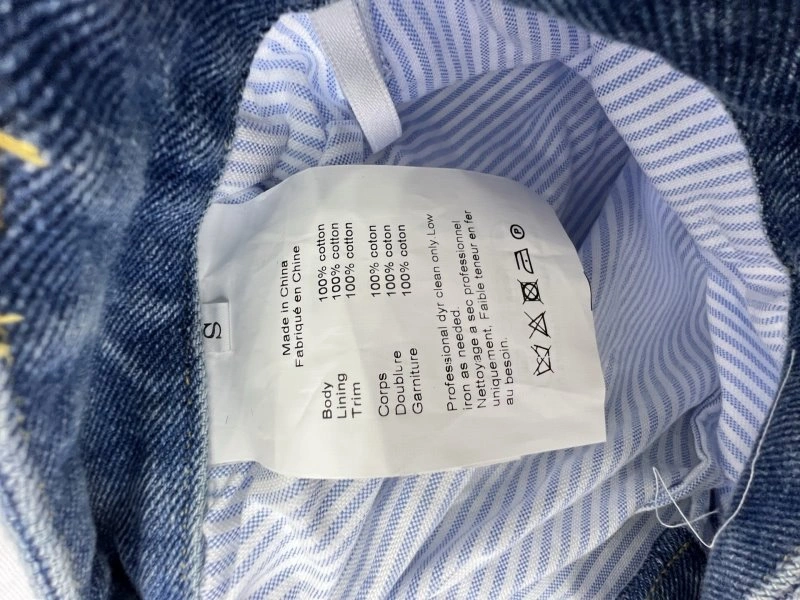 S
Made in China
Fabriqué en Chine
Body 100% cotton
Lining 100% cotton
Trim 100% cotton
Corps 100% coton
Doublure 100% coton
Garniture 100% coton
Professional dyr clean only.Low
iron as needed.
Nettoyage a sec professionnel
uniquement. Faible teneur en fer
au besoin.
P